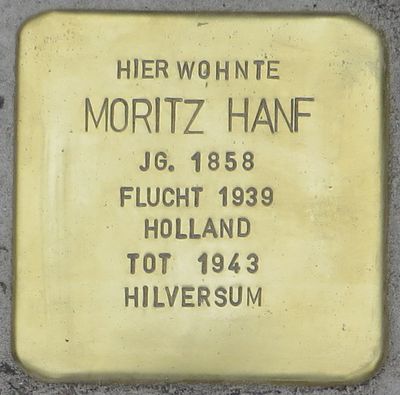 HIER WOHNTE
MORITZ HANF
JG. 1858
FLUCHT 1939
HOLLAND
TOT 1943
HILVERSUM